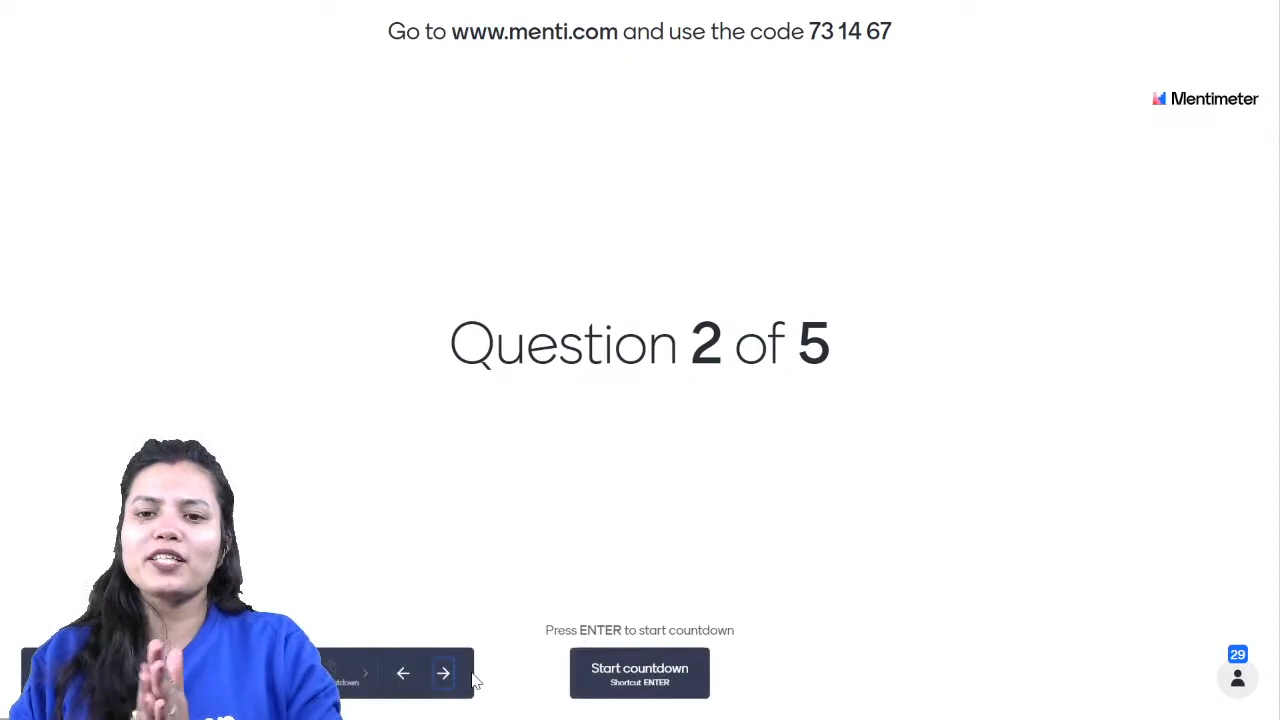 Go to www.menti.com and use the code 73 14 67
Mentimeter
Question 2 of 5
Press ENTER to start countdown
Start countdown
Shortcut ENTER
29